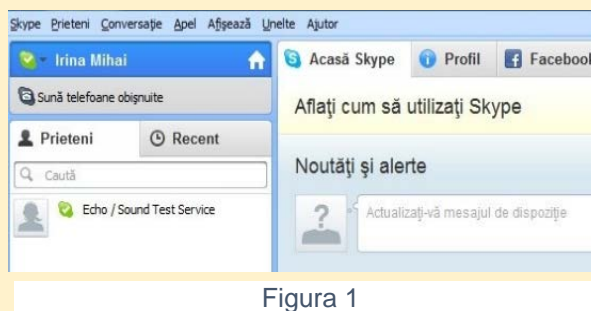 Skype Prieteni Conversaţie Apel Afişează Unelte Ajutor
Irina Mihai
Sună telefoane obişnuite
Prieteni Recent
Caută
Echo / Sound Test Service
Acasă Skype Profil Facebook
Aflaţi cum să utilizaţi Skype
Noutăţi şi alerte
?
Actualizaţi-vă mesajul de dispoziţie
Figura 1